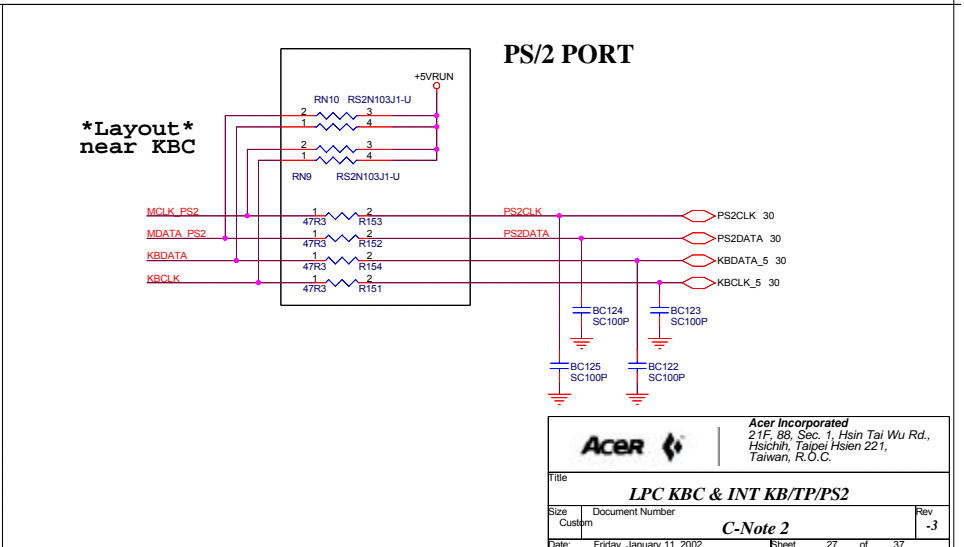 PS/2 PORT
+5VRUN
RN10 RS2N103J1-U
2 3
1 4
*Layout*
near KBC
2 3
1 4
RN9 RS2N103J1-U
MCLK_PS2 1 2 PS2CLK PS2CLK 30
47R3 R153
MDATA_PS2 1 2 PS2DATA PS2DATA 30
47R3 R152
KBDATA 1 2 KBDATA_5 30
47R3 R154
KBCLK 1 2 KBCLK_5 30
47R3 R151
BC124 BC123
SC100P SC100P
BC125 BC122
SC100P SC100P
Acer Incorporated
21F, 88, Sec. 1, Hsin Tai Wu Rd.,
Hsichih, Taipei Hsien 221,
Taiwan, R.O.C.
Acer
Title
LPC KBC & INT KB/TP/PS2
Size Document Number Rev
Custom C-Note 2 -3
Date: Friday, January 11, 2002 Sheet 27 of 37